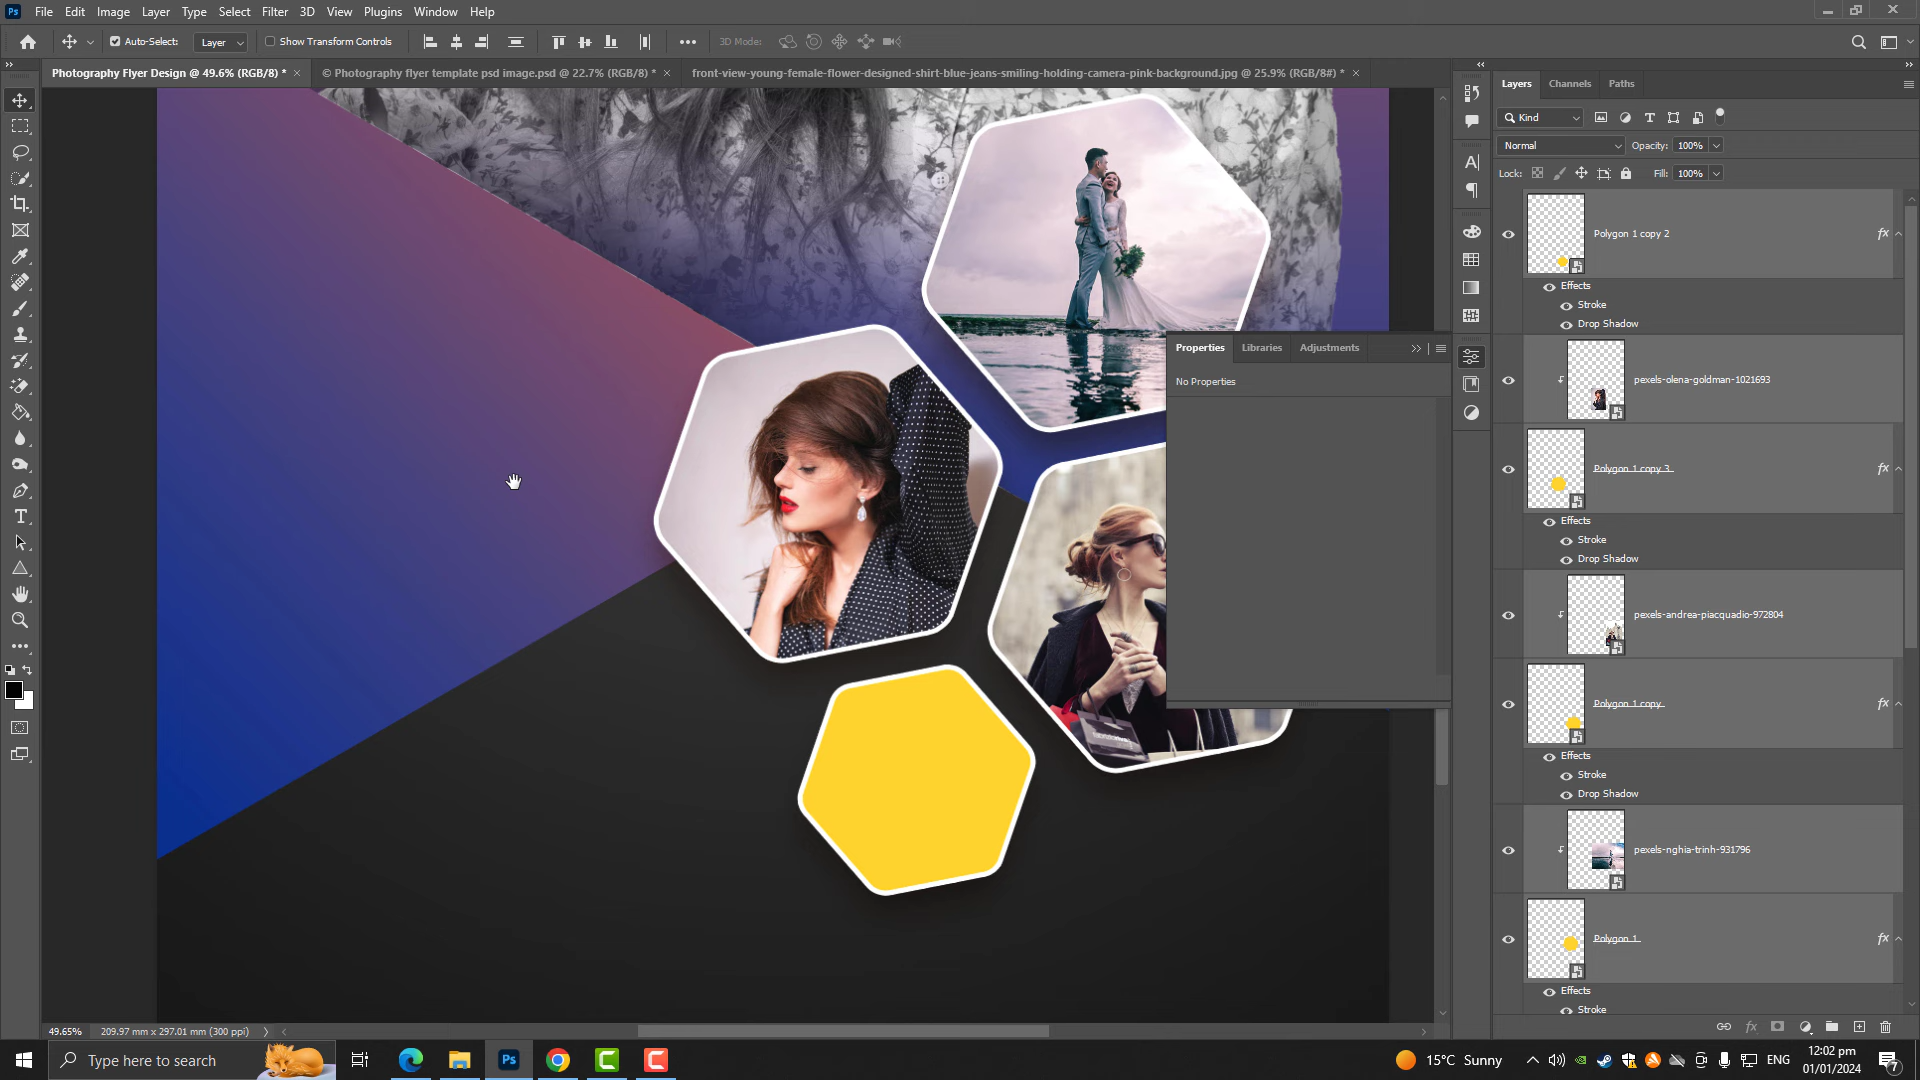 Ps File Edit Image Layer Type Select Filter 3D View Plugins Window Help
Auto-Select: Layer Show Transform Controls 3D Mode:
Photography Flyer Design @ 49.6% (RGB/8) * × © Photography flyer template psd image.psd @ 22.7% (RGB/8) * × front-view-young-female-flower-designed-shirt-blue-jeans-smiling-holding-camera-pink-background.jpg @ 25.9% (RGB/8#) * ×
Layers Channels Paths
Kind
Normal Opacity: 100%
Lock: Fill: 100%
Polygon 1 copy 2 fx
Effects
Stroke
Drop Shadow
Properties Libraries Adjustments
No Properties
pexels-olena-goldman-1021693
Polygon 1 copy 3 fx
Effects
Stroke
Drop Shadow
pexels-andrea-piacquadio-972804
Polygon 1 copy fx
Effects
Stroke
Drop Shadow
pexels-nghia-trinh-931796
Polygon 1 fx
Effects
Stroke
49.65% 209.97 mm x 297.01 mm (300 ppi)
Type here to search
15°C Sunny
ENG
12:02 pm
01/01/2024
7